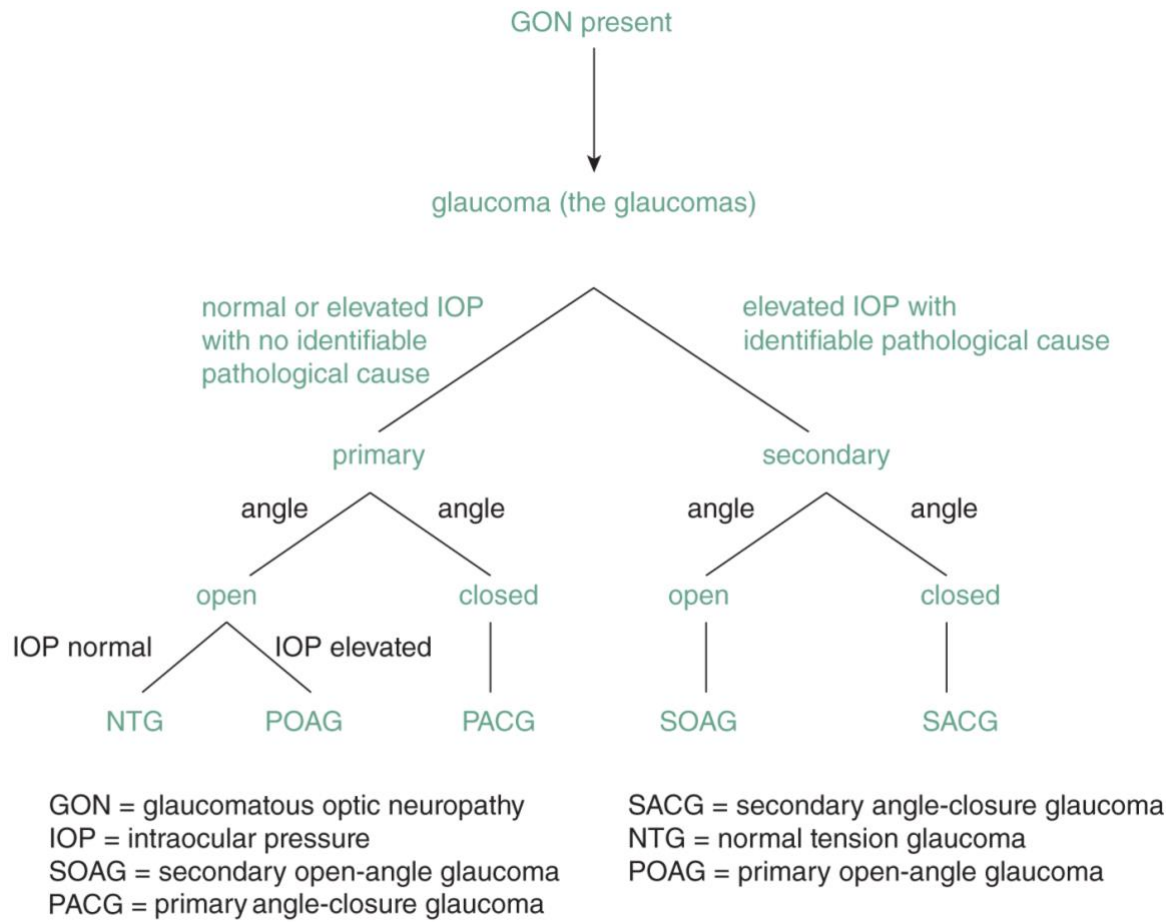 GON present
glaucoma (the glaucomas)
normal or elevated IOP
with no identifiable
pathological cause
elevated IOP with
identifiable pathological cause
primary
secondary
angle
angle
angle
angle
open
closed
open
closed
IOP normal
IOP elevated
NTG
POAG
PACG
SOAG
SACG
GON = glaucomatous optic neuropathy
IOP = intraocular pressure
SOAG = secondary open-angle glaucoma
PACG = primary angle-closure glaucoma
SACG = secondary angle-closure glaucoma
NTG = normal tension glaucoma
POAG = primary open-angle glaucoma